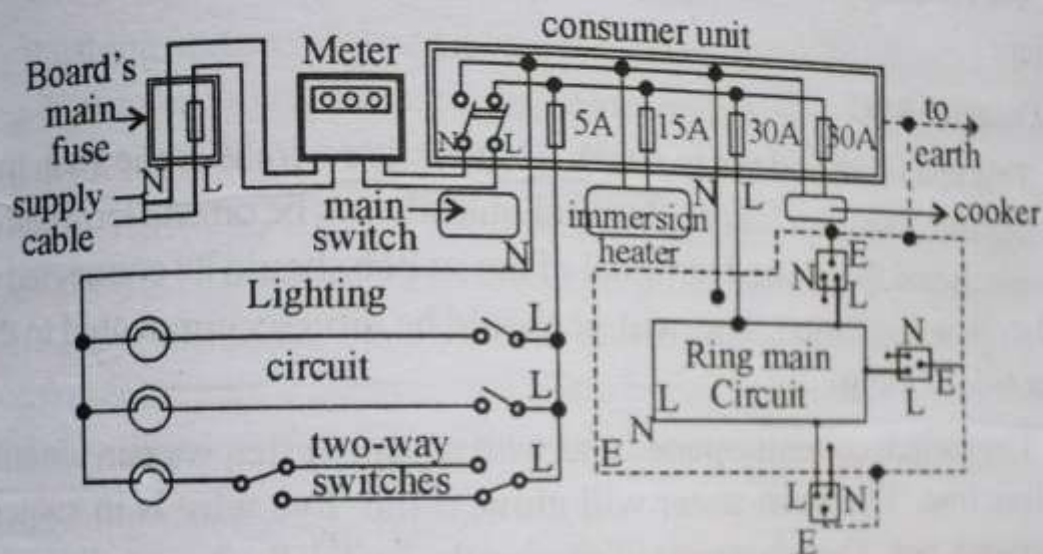 consumer unit
Meter
Board's
main
fuse
N L
supply
cable
N L
5A 15A 30A 30A
to
earth
main
switch
immersion
heater
N L
cooker
N
Lighting
circuit
L
L
L
two-way
switches
E
N
L
Ring main
Circuit
L
N
E
N
E
L
L N
E